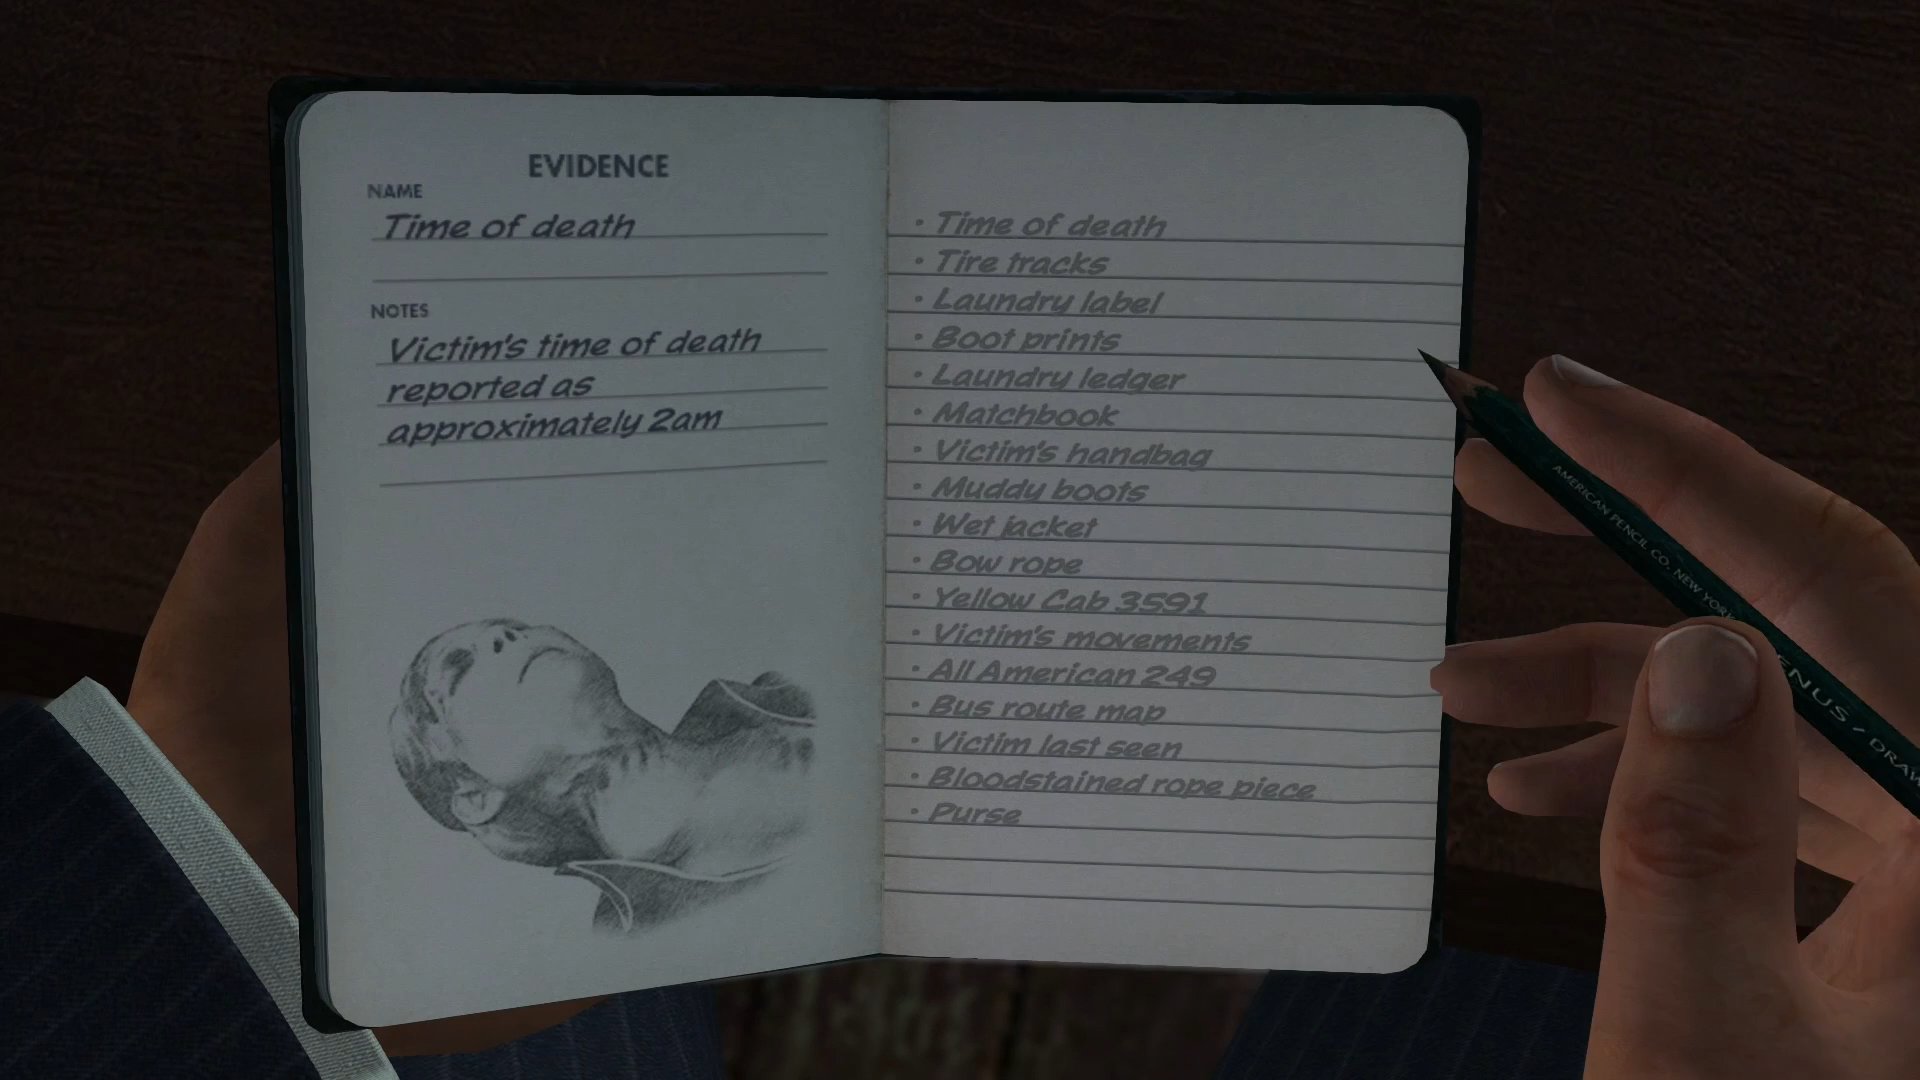 EVIDENCE
NAME
Time of death
NOTES
Victim's time of death
reported as
approximately 2am
• Time of death
• Tire tracks
• Laundry label
• Boot prints
• Laundry ledger
• Matchbook
• Victim's handbag
• Muddy boots
• Wet jacket
• Bow rope
• Yellow Cab 3591
• Victim's movements
• All American 249
• Bus route map
• Victim last seen
• Bloodstained rope piece
• Purse
AMERICAN PENCIL CO. NEW YORK